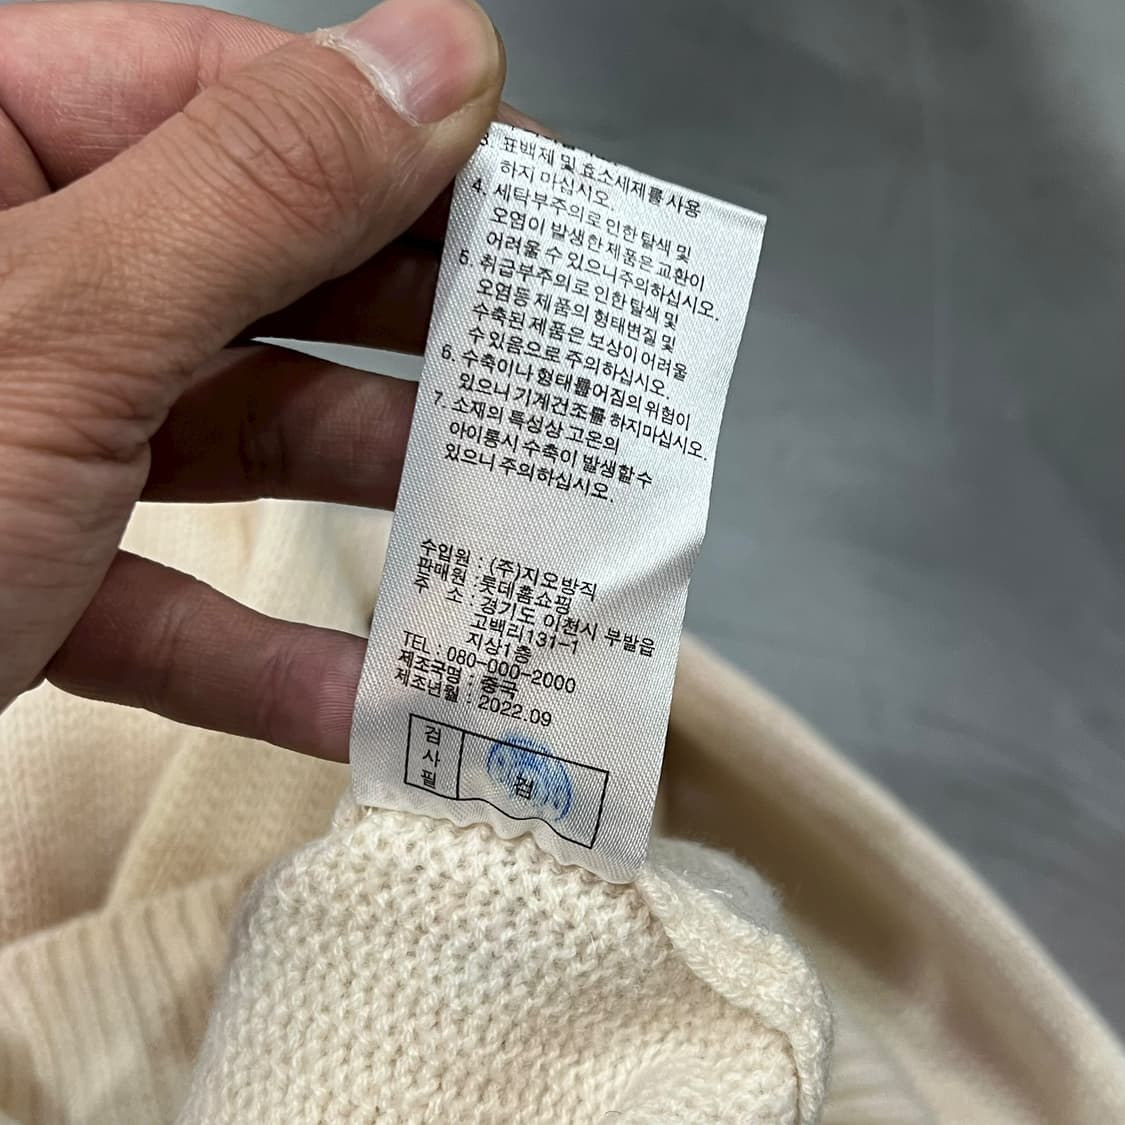 3. 표백제 및 효소세제를 사용
하지 마십시오.
4. 세탁부주의로 인한 탈색 및
오염이 발생한 제품은 교환이
어려울 수 있으니주의하십시오.
5. 취급부주의로 인한 탈색 및
오염등 제품의 형태변질 및
수축된 제품은 보상이 어려울
수 있음으로 주의하십시오.
6. 수축이나 형태틀어짐의 위험이
있으니 기계건조를 하지마십시오.
7. 소재의 특성상 고온의
아이롱시 수축이 발생할수
있으니 주의하십시오.
수입원 : (주)지오방직
판매원 : 롯데홈쇼핑
주 소 : 경기도 이천시 부발읍
고백리131-1
지상1층
TEL : 080-000-2000
제조국명 : 중국
제조년월 : 2022.09
검
사
필
검